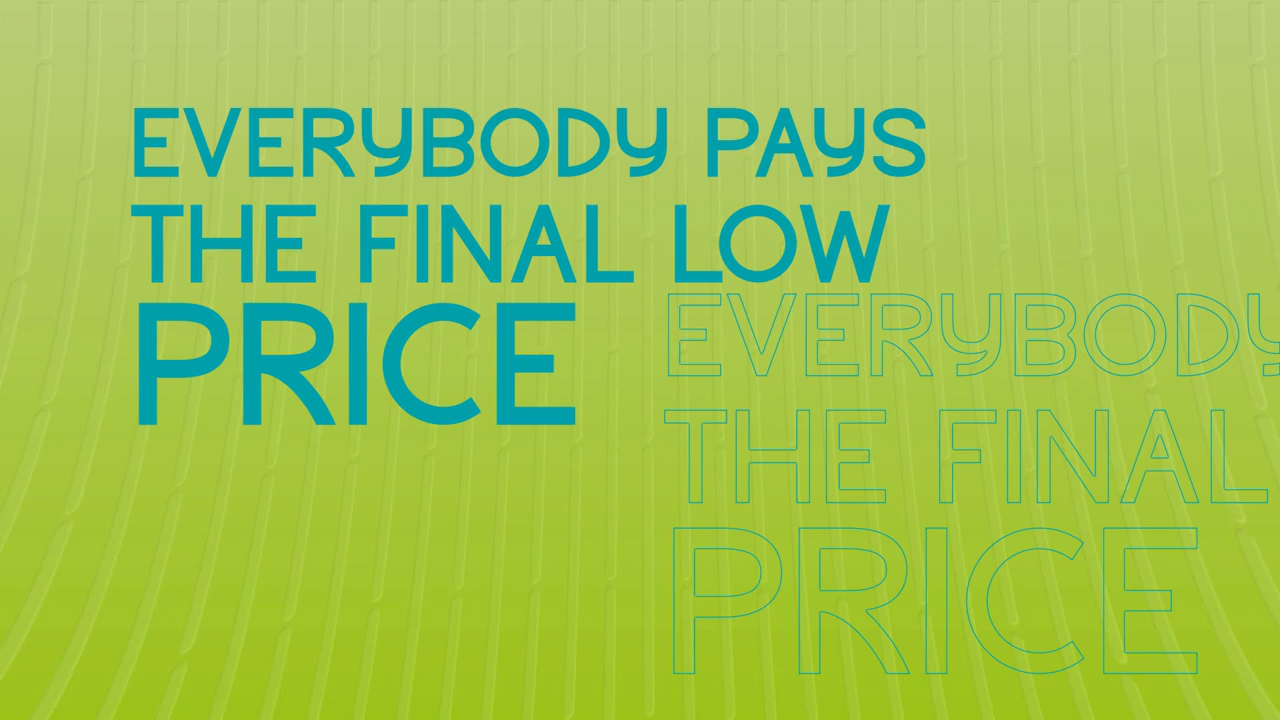 EVERYBODY PAYS
THE FINAL LOW
PRICE
EVERYBODY
THE FINAL
PRICE